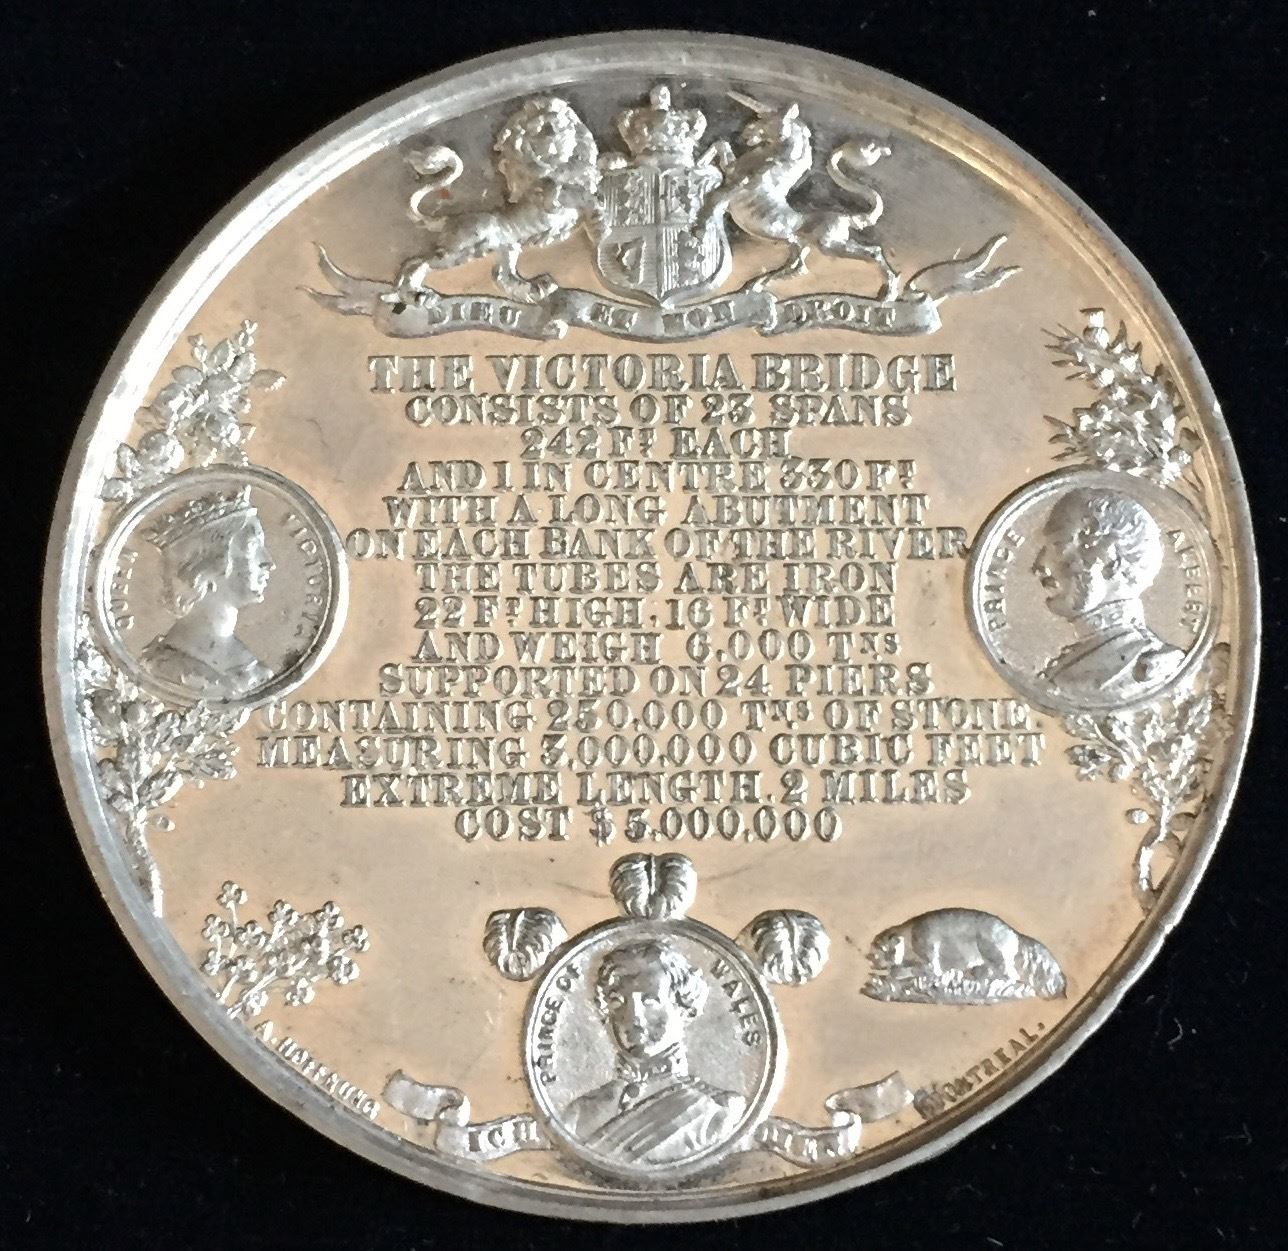 DIEU ET MON DROIT
THE VICTORIA BRIDGE
CONSISTS OF 23 SPANS
242 FT EACH
AND 1 IN CENTRE 330 FT
WITH A LONG ABUTMENT
ON EACH BANK OF THE RIVER
THE TUBES ARE IRON
22 FT HIGH. 16 FT WIDE
AND WEIGH 6,000 TNS
SUPPORTED ON 24 PIERS
CONTAINING 250,000 TNS OF STONE.
MEASURING 3,000,000 CUBIC FEET
EXTREME LENGTH. 2 MILES
COST $ 5,000,000
QUEEN VICTORIA
PRINCE ALBERT
PRINCE OF WALES
ICH DIEN
A. HOFFNUNG
MONTREAL.